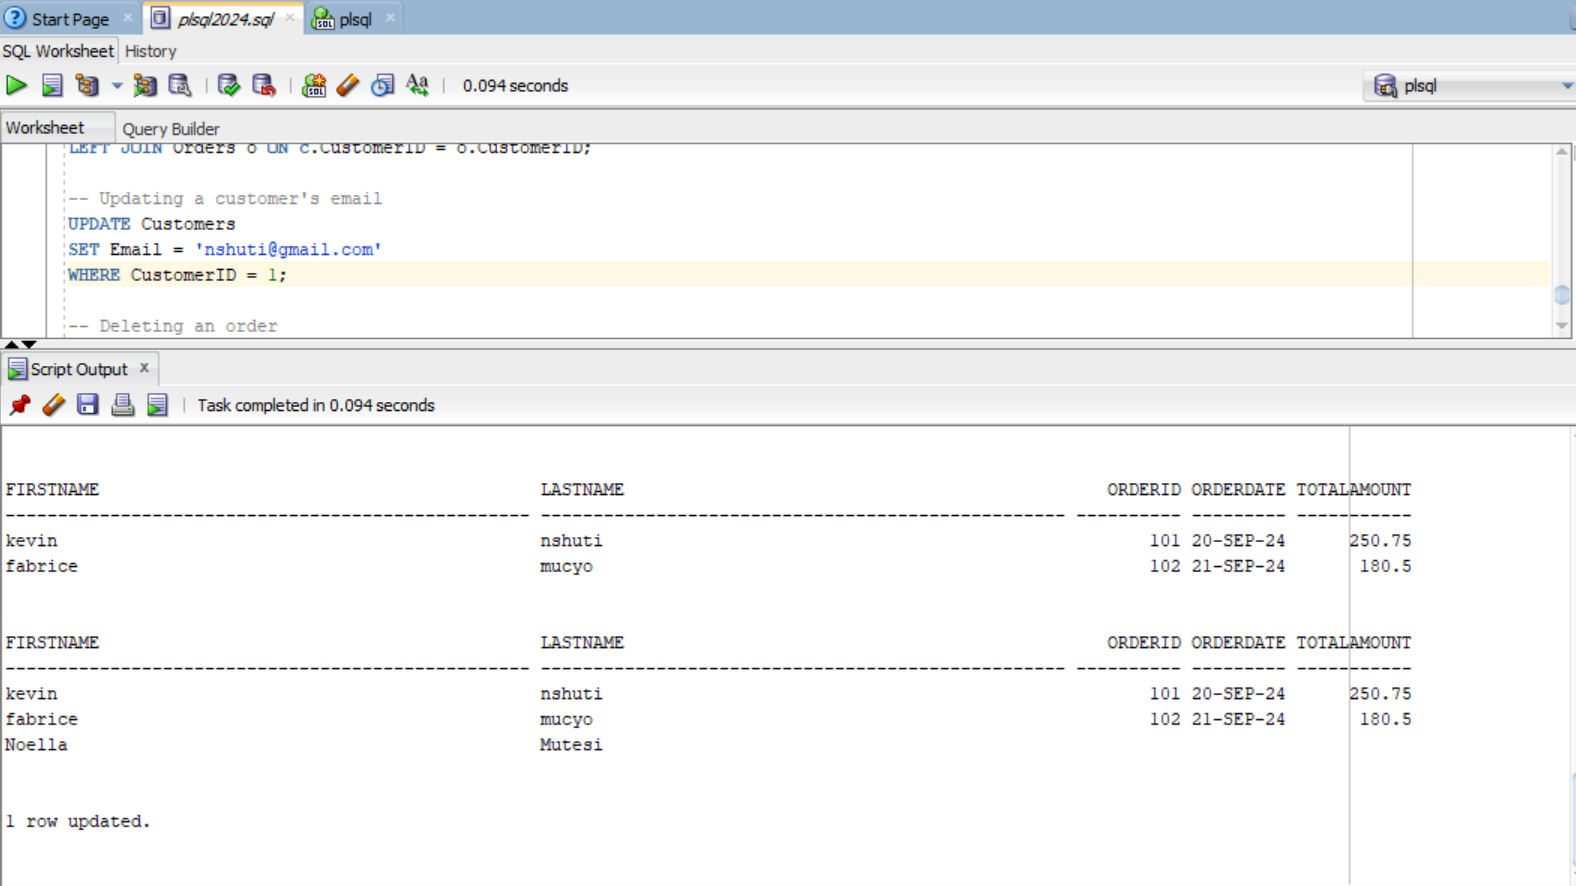 Start Page
plsql2024.sql
plsql
SQL Worksheet History
0.094 seconds
plsql
Worksheet Query Builder
LEFT JOIN Orders o ON c.CustomerID = o.CustomerID;
-- Updating a customer's email
UPDATE Customers
SET Email = 'nshuti@gmail.com'
WHERE CustomerID = 1;
-- Deleting an order
Script Output
Task completed in 0.094 seconds
FIRSTNAME LASTNAME ORDERID ORDERDATE TOTALAMOUNT
-------------------------------------------------- -------------------------------------------------- ---------- --------- -----------
kevin nshuti 101 20-SEP-24 250.75
fabrice mucyo 102 21-SEP-24 180.5
FIRSTNAME LASTNAME ORDERID ORDERDATE TOTALAMOUNT
-------------------------------------------------- -------------------------------------------------- ---------- --------- -----------
kevin nshuti 101 20-SEP-24 250.75
fabrice mucyo 102 21-SEP-24 180.5
Noella Mutesi
1 row updated.